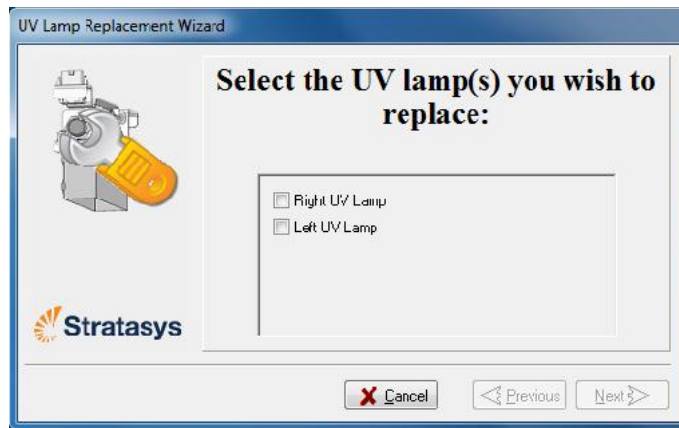 UV Lamp Replacement Wizard
Select the UV lamp(s) you wish to
replace:
Right UV Lamp
Left UV Lamp
Stratasys
Cancel
Previous
Next